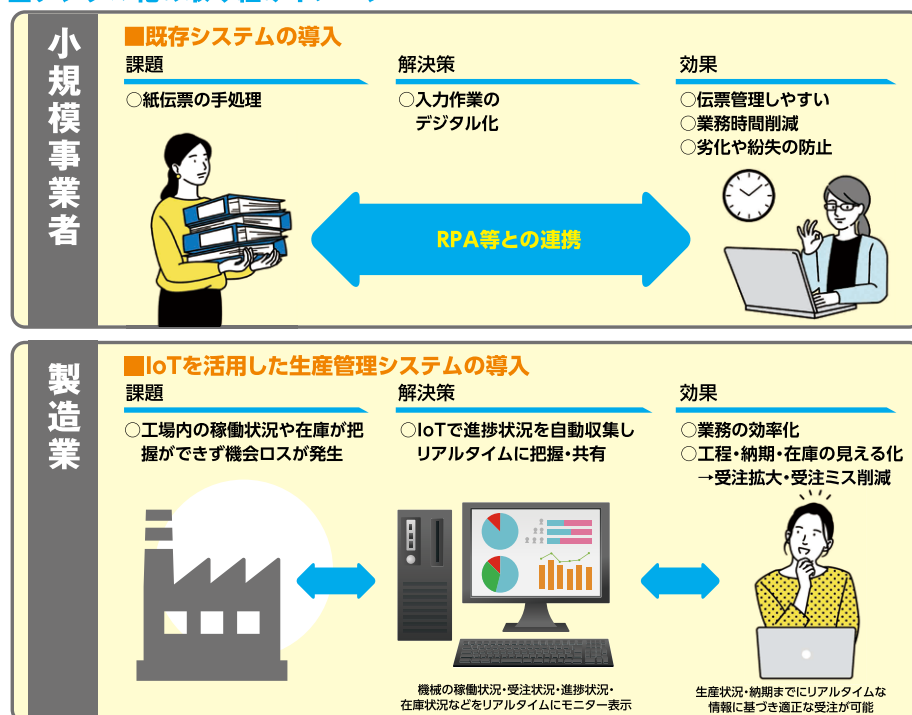 小規模事業者
■既存システムの導入
課題
○紙伝票の手処理
解決策
○入力作業の
デジタル化
効果
○伝票管理しやすい
○業務時間削減
○劣化や紛失の防止
RPA等との連携
製造業
■IoTを活用した生産管理システムの導入
課題
○工場内の稼働状況や在庫が把
握ができず機会ロスが発生
解決策
○IoTで進捗状況を自動収集し
リアルタイムに把握・共有
効果
○業務の効率化
○工程・納期・在庫の見える化
→受注拡大・受注ミス削減
機械の稼働状況・受注状況・進捗状況・
在庫状況などをリアルタイムにモニター表示
生産状況・納期までにリアルタイムな
情報に基づき適正な受注が可能